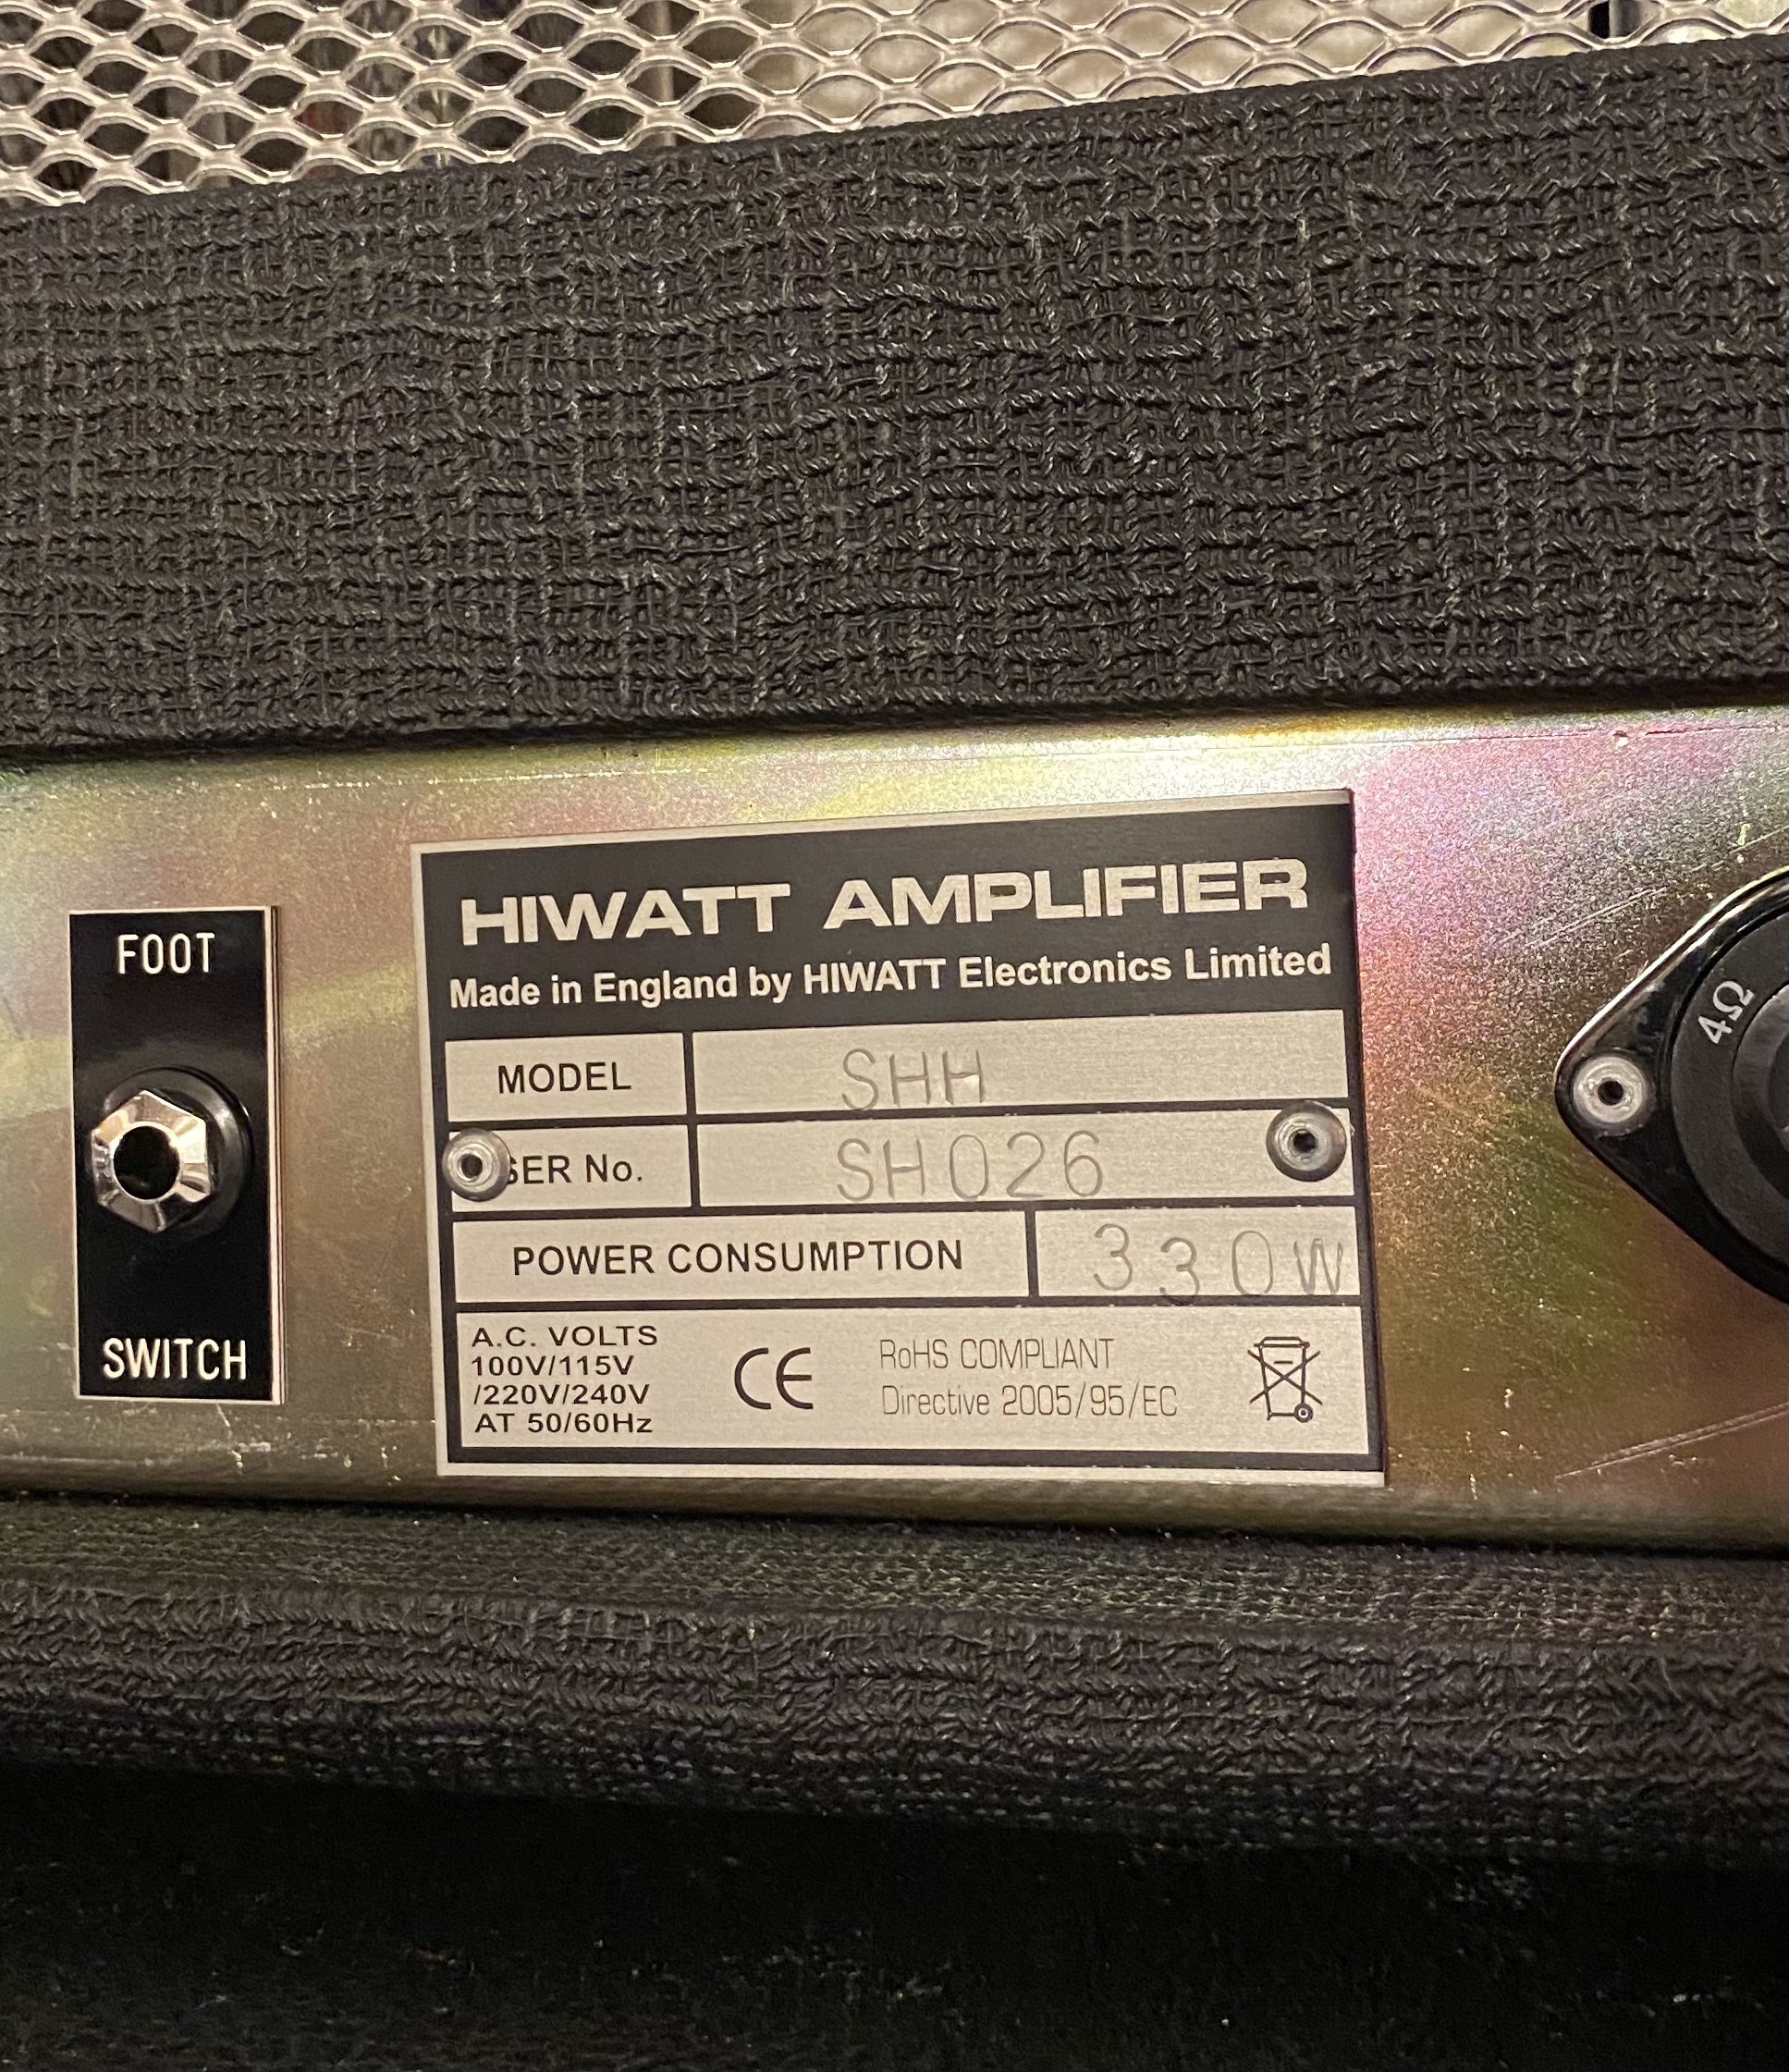 HIWATT AMPLIFIER
Made in England by HIWATT Electronics Limited
MODEL SHH
SER No. SH026
POWER CONSUMPTION 330W
A.C. VOLTS
100V/115V
/220V/240V
AT 50/60Hz
CE
RoHS COMPLIANT
Directive 2005/95/EC
FOOT
SWITCH
4Ω